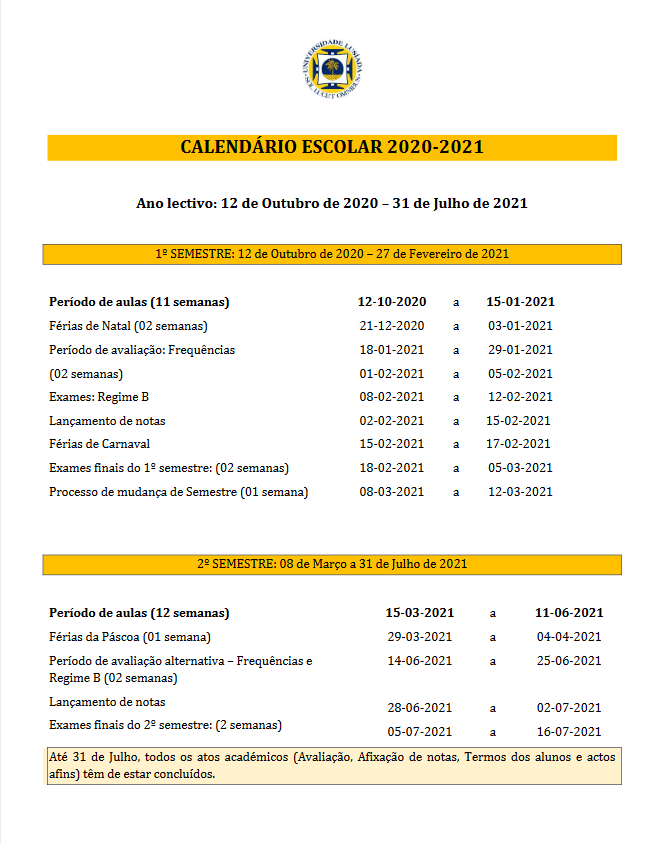 UNIVERSIDADE LUSÍADA
SOL LUCET OMNIBUS
CALENDÁRIO ESCOLAR 2020-2021
Ano lectivo: 12 de Outubro de 2020 – 31 de Julho de 2021
1º SEMESTRE: 12 de Outubro de 2020 – 27 de Fevereiro de 2021
Período de aulas (11 semanas) 12-10-2020 a 15-01-2021
Férias de Natal (02 semanas) 21-12-2020 a 03-01-2021
Período de avaliação: Frequências 18-01-2021 a 29-01-2021
(02 semanas) 01-02-2021 a 05-02-2021
Exames: Regime B 08-02-2021 a 12-02-2021
Lançamento de notas 02-02-2021 a 15-02-2021
Férias de Carnaval 15-02-2021 a 17-02-2021
Exames finais do 1º semestre: (02 semanas) 18-02-2021 a 05-03-2021
Processo de mudança de Semestre (01 semana) 08-03-2021 a 12-03-2021
2º SEMESTRE: 08 de Março a 31 de Julho de 2021
Período de aulas (12 semanas) 15-03-2021 a 11-06-2021
Férias da Páscoa (01 semana) 29-03-2021 a 04-04-2021
Período de avaliação alternativa – Frequências e 14-06-2021 a 25-06-2021
Regime B (02 semanas)
Lançamento de notas 28-06-2021 a 02-07-2021
Exames finais do 2º semestre: (2 semanas) 05-07-2021 a 16-07-2021
Até 31 de Julho, todos os atos académicos (Avaliação, Afixação de notas, Termos dos alunos e actos
afins) têm de estar concluídos.